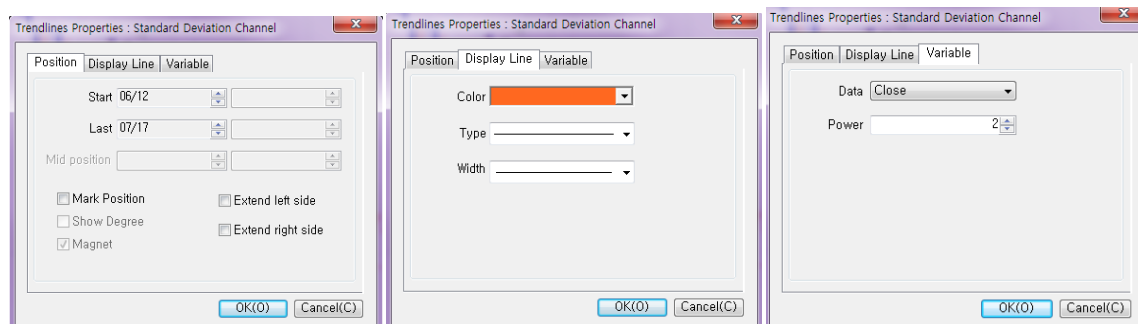 Trendlines Properties : Standard Deviation Channel
Position Display Line Variable
Start 06/12
Last 07/17
Mid position
Mark Position Extend left side
Show Degree Extend right side
Magnet
OK(O) Cancel(C)
Trendlines Properties : Standard Deviation Channel
Position Display Line Variable
Color
Type
Width
OK(O) Cancel(C)
Trendlines Properties : Standard Deviation Channel
Position Display Line Variable
Data Close
Power 2
OK(O) Cancel(C)